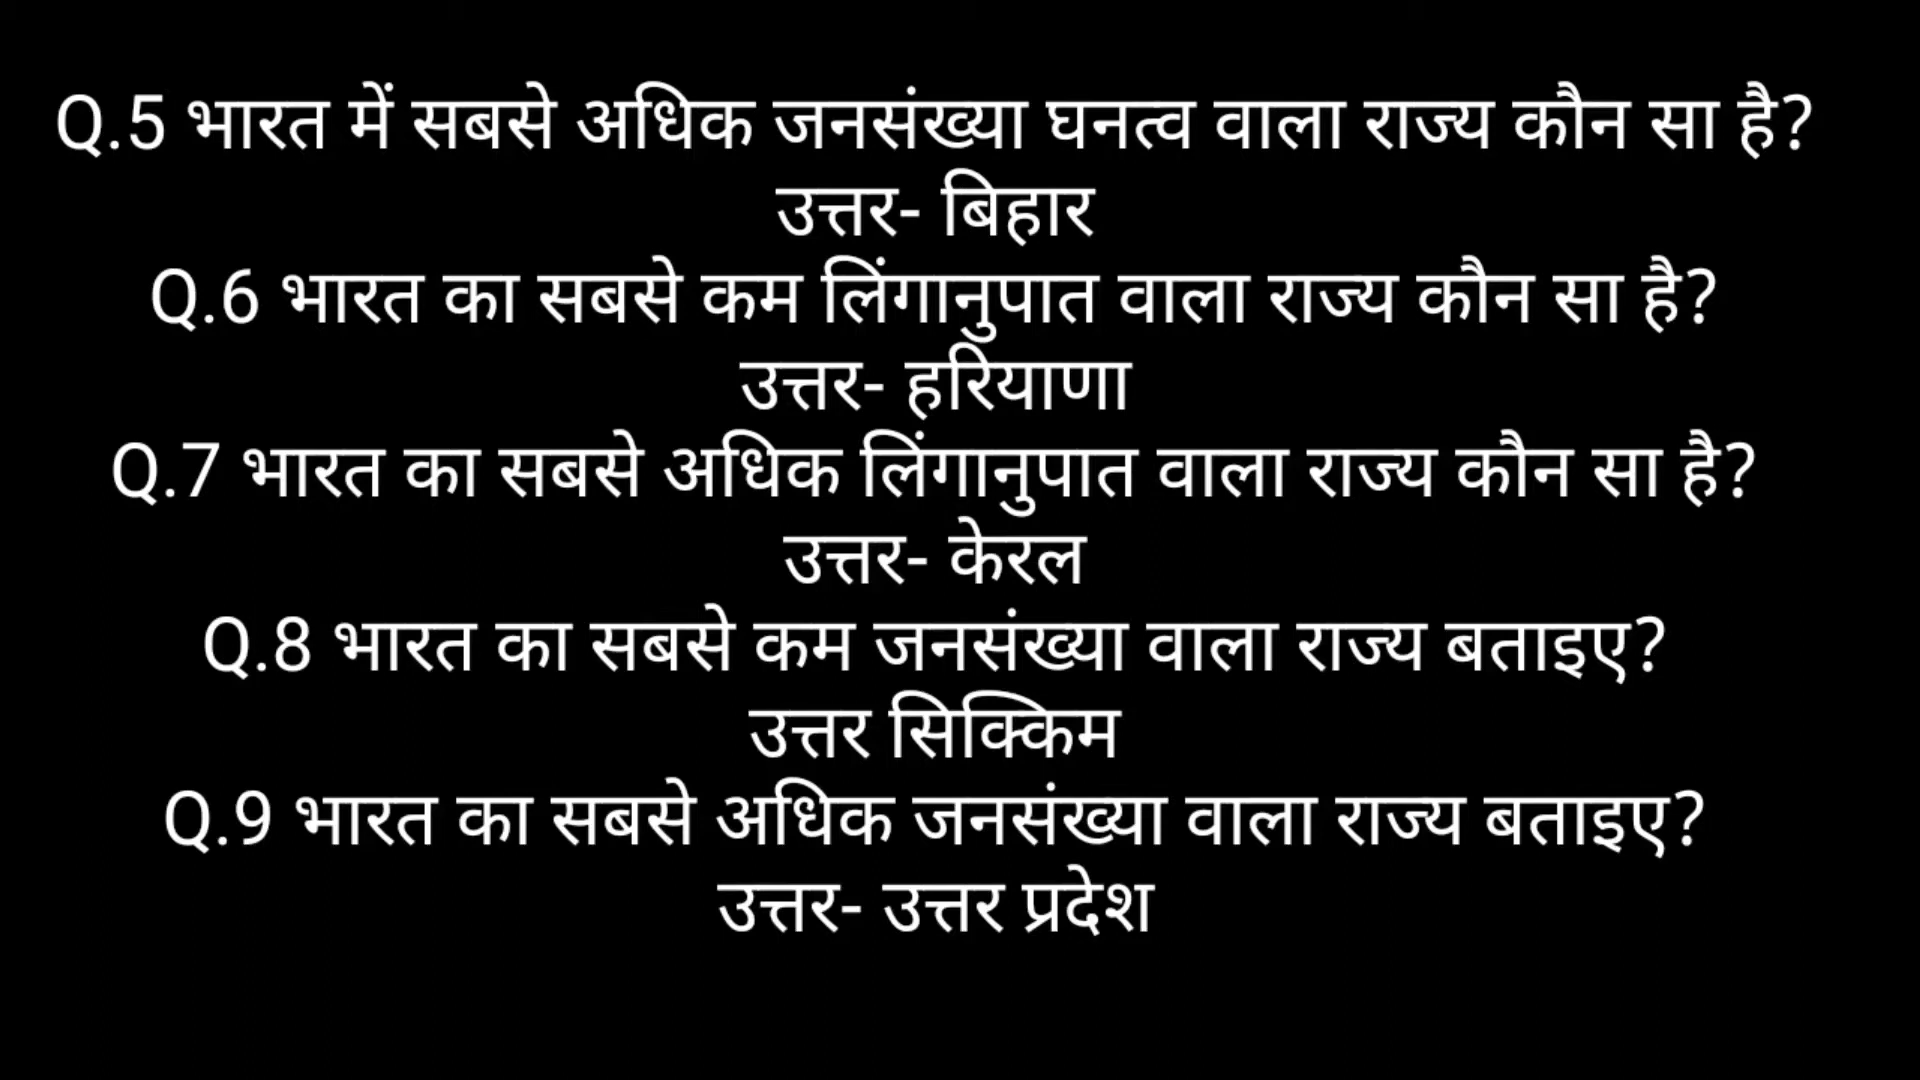 Q.5 भारत में सबसे अधिक जनसंख्या घनत्व वाला राज्य कौन सा है?
उत्तर- बिहार
Q.6 भारत का सबसे कम लिंगानुपात वाला राज्य कौन सा है?
उत्तर- हरियाणा
Q.7 भारत का सबसे अधिक लिंगानुपात वाला राज्य कौन सा है?
उत्तर- केरल
Q.8 भारत का सबसे कम जनसंख्या वाला राज्य बताइए?
उत्तर सिक्किम
Q.9 भारत का सबसे अधिक जनसंख्या वाला राज्य बताइए?
उत्तर- उत्तर प्रदेश